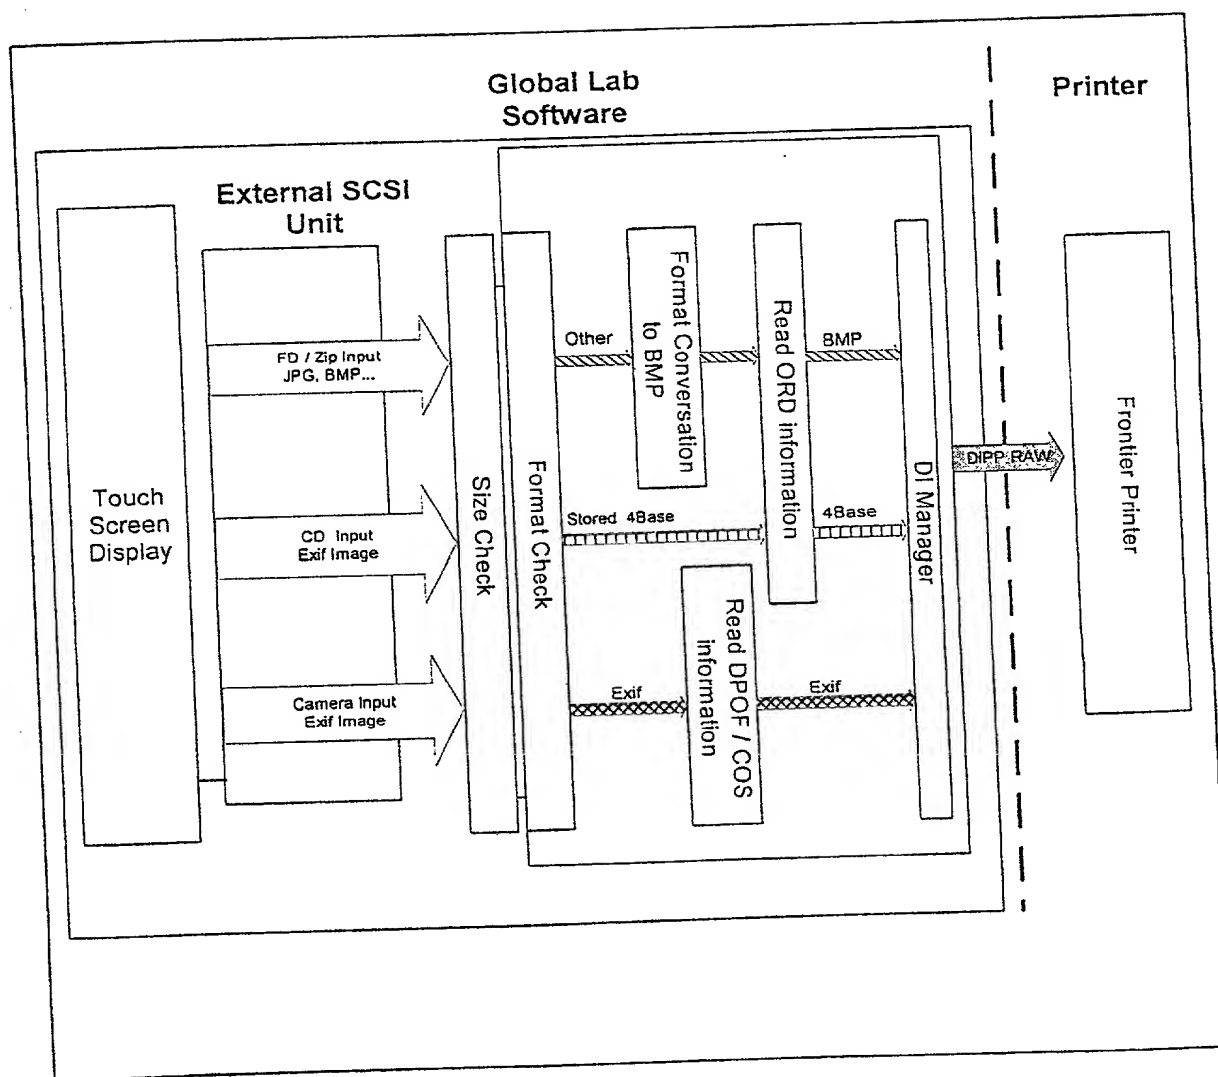 Global Lab
Software
Printer
External SCSI
Unit
Touch
Screen
Display
FD / Zip Input
JPG, BMP...
CD Input
Exif Image
Camera Input
Exif Image
Size Check
Format Check
Other
Format Conversation
to BMP
Read ORD information
BMP
Stored 4Base
4Base
Exif
Read DPOF / COS
information
Exif
DI Manager
DIPP RAW
Frontier Printer